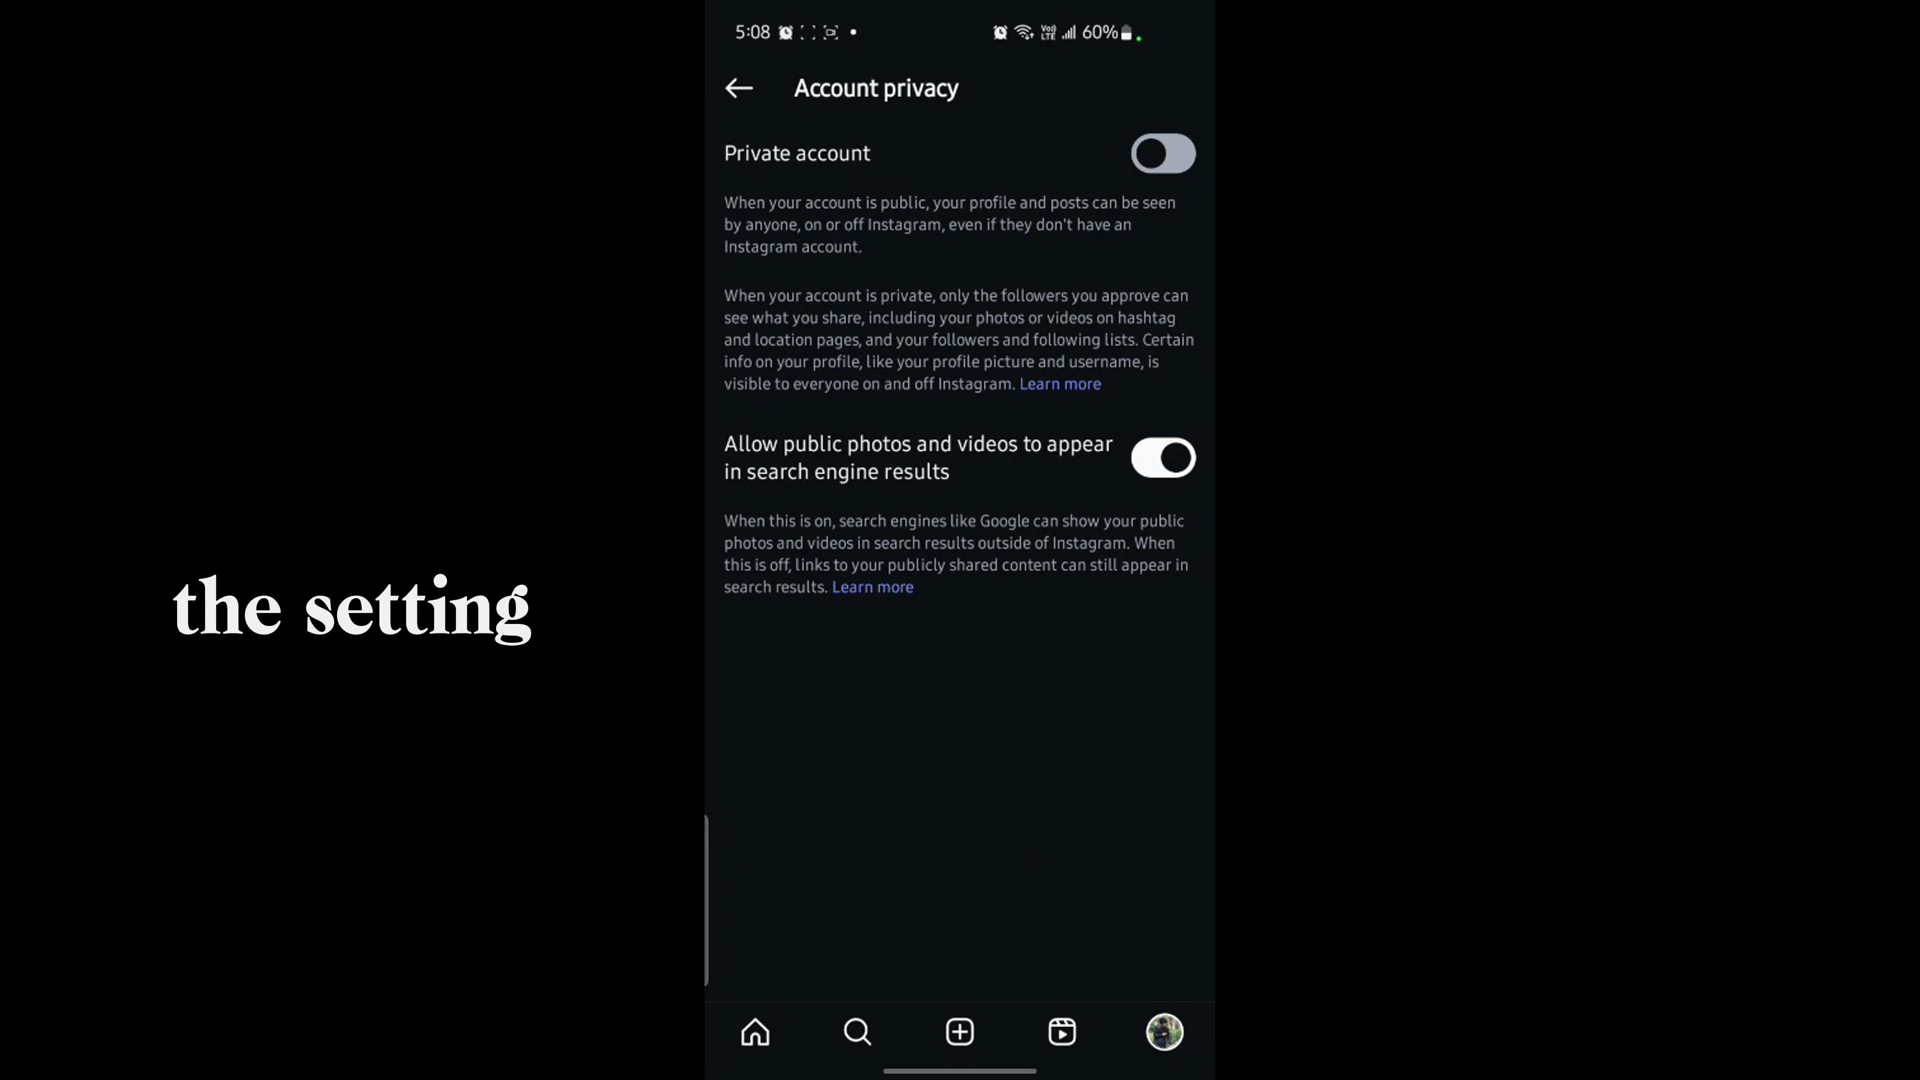 5:08
Vo)) LTE 60%
Account privacy
Private account
When your account is public, your profile and posts can be seen
by anyone, on or off Instagram, even if they don't have an
Instagram account.
When your account is private, only the followers you approve can
see what you share, including your photos or videos on hashtag
and location pages, and your followers and following lists. Certain
info on your profile, like your profile picture and username, is
visible to everyone on and off Instagram. Learn more
Allow public photos and videos to appear
in search engine results
When this is on, search engines like Google can show your public
photos and videos in search results outside of Instagram. When
this is off, links to your publicly shared content can still appear in
search results. Learn more
the setting